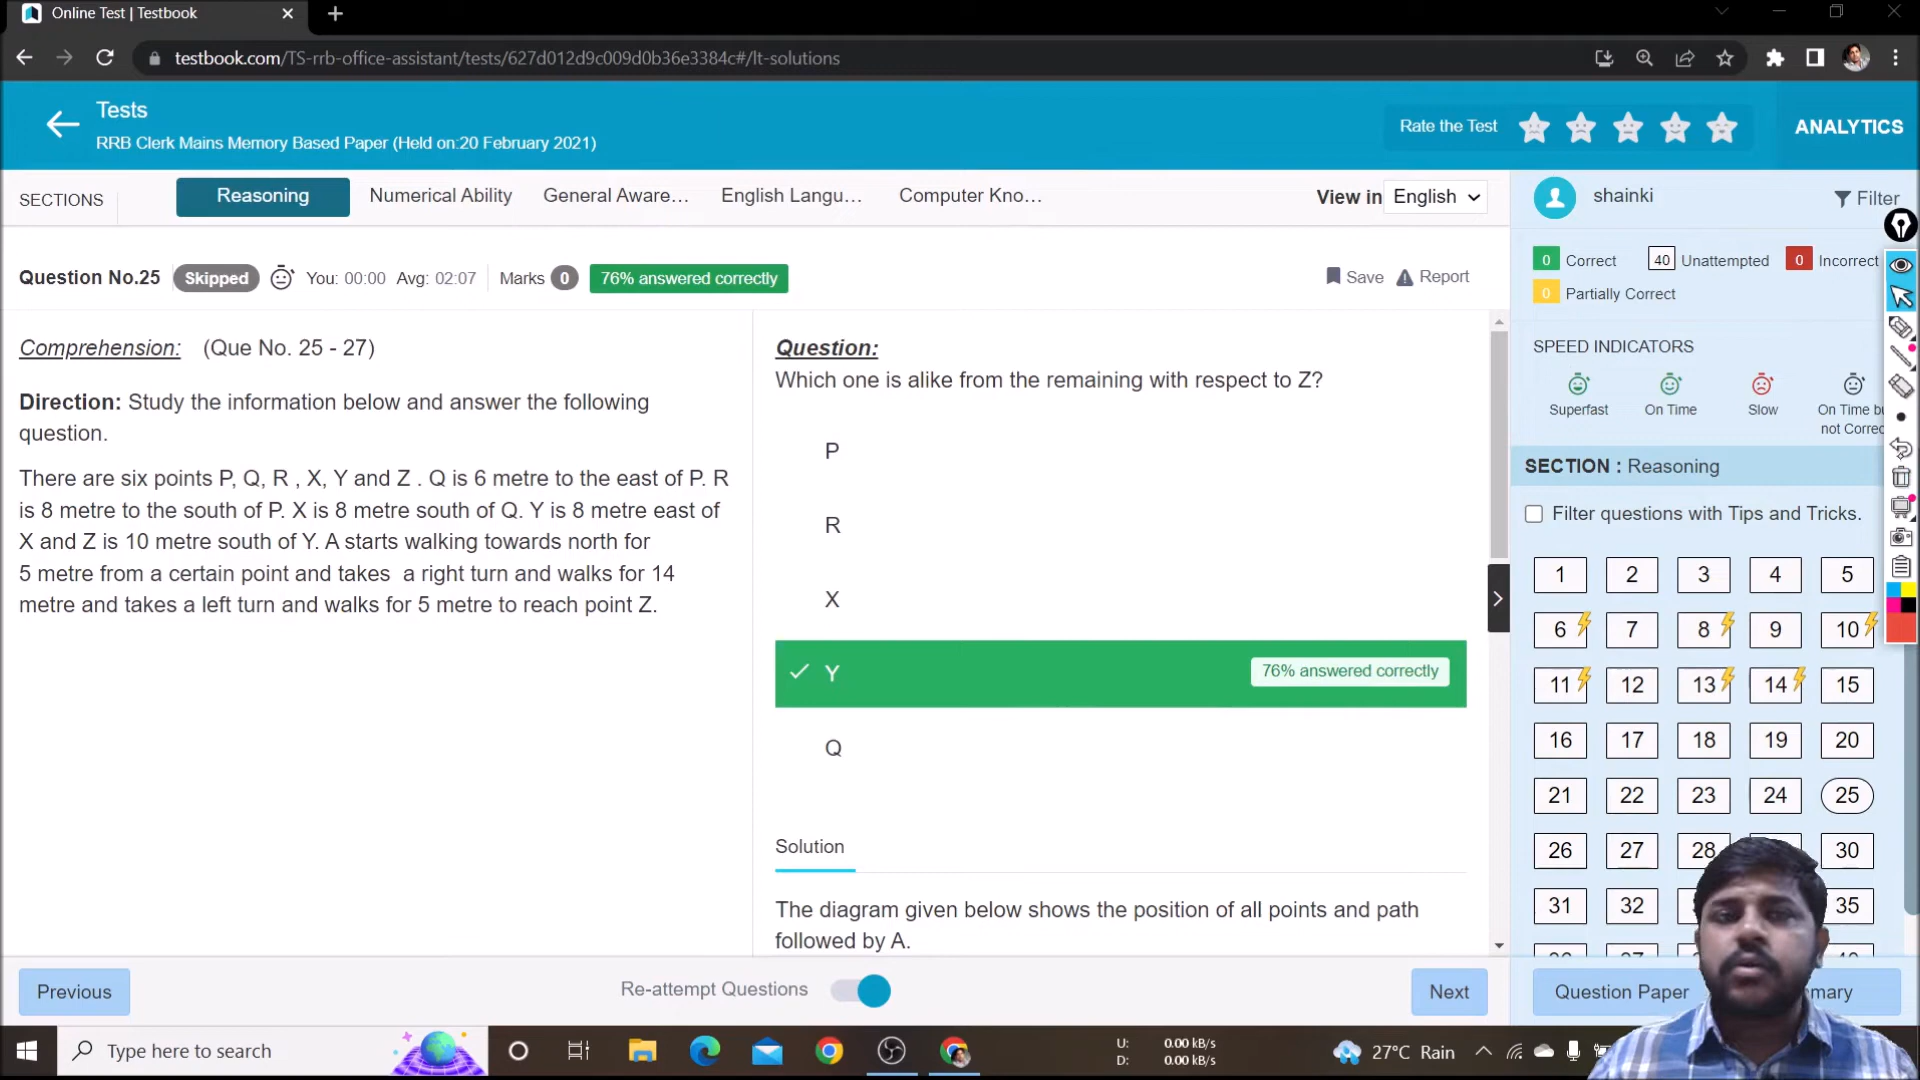 Online Test | Testbook
testbook.com/TS-rrb-office-assistant/tests/627d012d9c009d0b36e3384c#/lt-solutions
Tests
RRB Clerk Mains Memory Based Paper (Held on:20 February 2021)
Rate the Test
ANALYTICS
SECTIONS
Reasoning
Numerical Ability
General Aware...
English Langu...
Computer Kno...
View in English
shainki
Filter
Question No.25 Skipped You: 00:00 Avg: 02:07 Marks 0 76% answered correctly
Save Report
0 Correct 40 Unattempted 0 Incorrect
0 Partially Correct
SPEED INDICATORS
Superfast On Time Slow On Time bu
not Correc
Comprehension: (Que No. 25 - 27)
Direction: Study the information below and answer the following
question.
There are six points P, Q, R , X, Y and Z . Q is 6 metre to the east of P. R
is 8 metre to the south of P. X is 8 metre south of Q. Y is 8 metre east of
X and Z is 10 metre south of Y. A starts walking towards north for
5 metre from a certain point and takes a right turn and walks for 14
metre and takes a left turn and walks for 5 metre to reach point Z.
Question:
Which one is alike from the remaining with respect to Z?
P
R
X
Y 76% answered correctly
Q
Solution
The diagram given below shows the position of all points and path
followed by A.
SECTION : Reasoning
Filter questions with Tips and Tricks.
1 2 3 4 5
6 7 8 9 10
11 12 13 14 15
16 17 18 19 20
21 22 23 24 25
26 27 28 30
31 32 35
Previous
Re-attempt Questions
Next
Question Paper
mary
Type here to search
U: 0.00 kB/s
D: 0.00 kB/s
27°C Rain